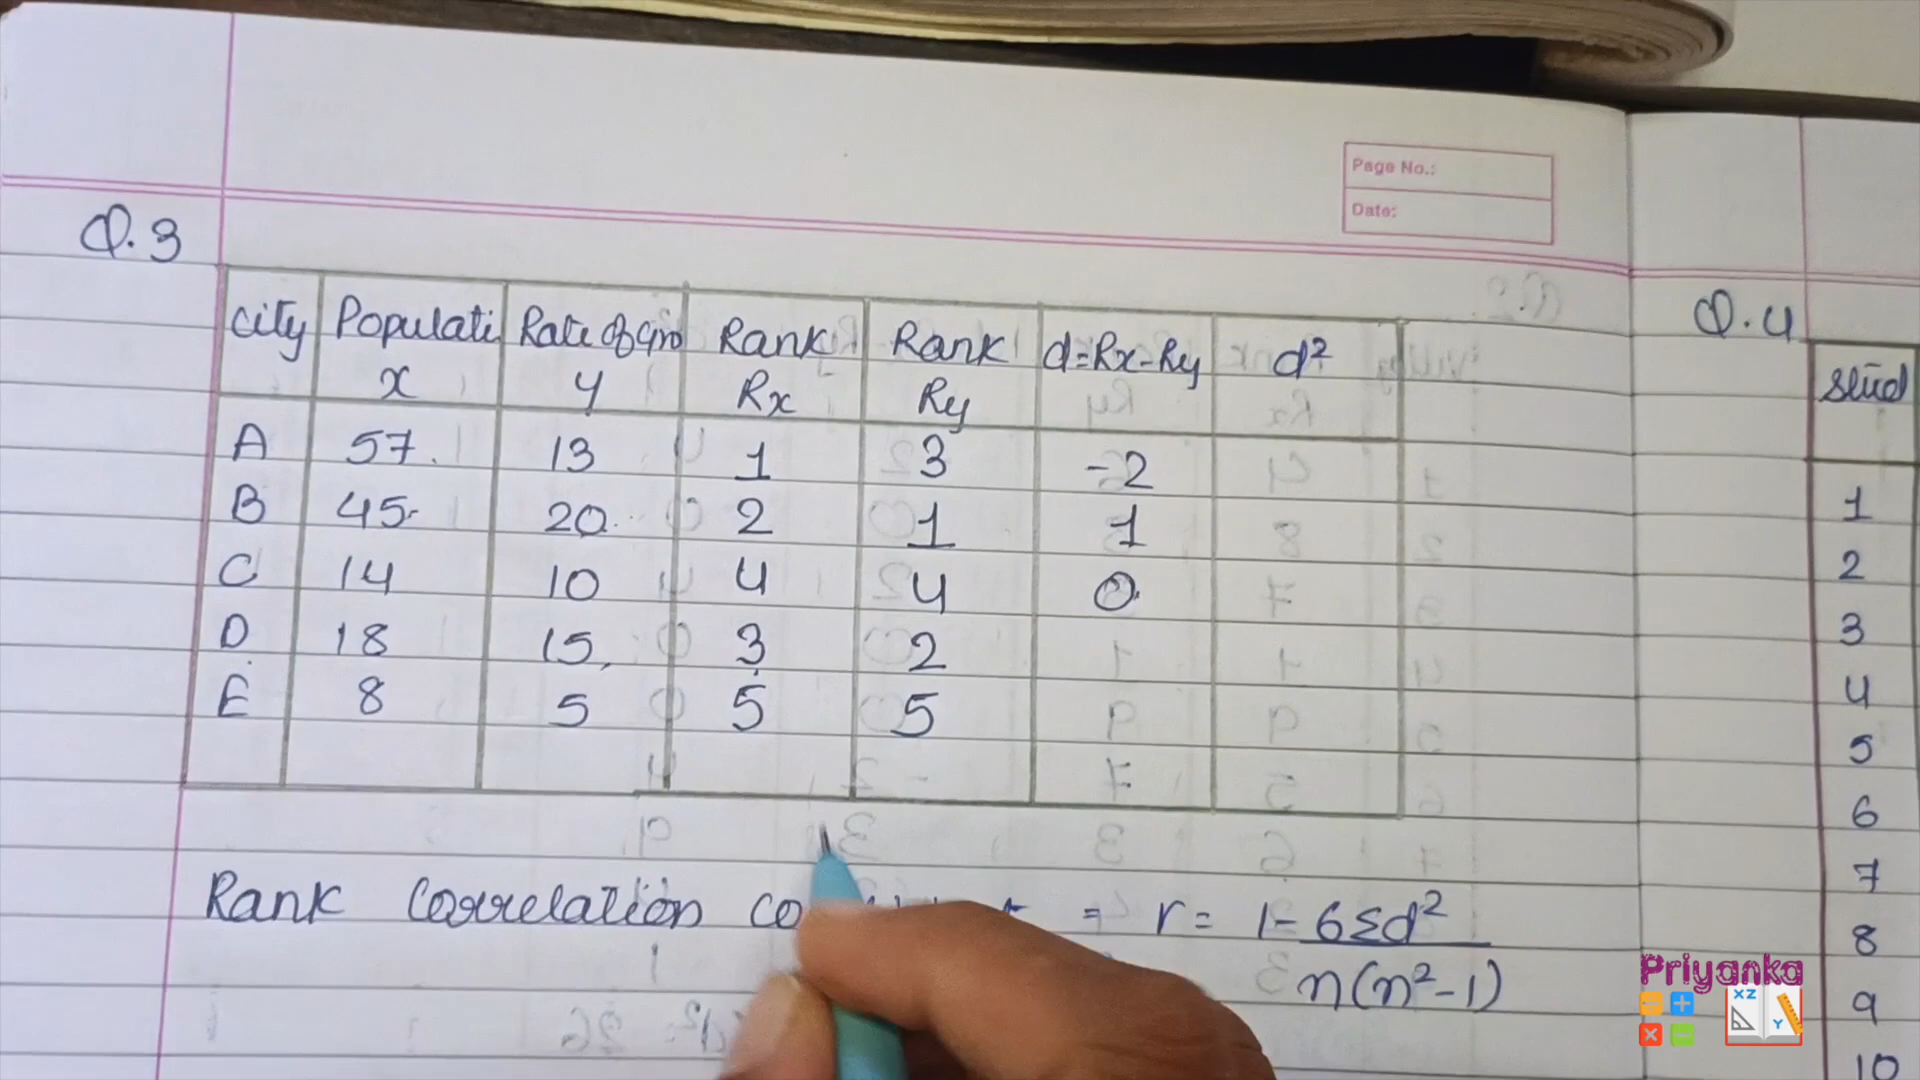 Page No.:
Date:
Q.3
City Populati Rate of Gro Rank Rank d=Rx-Ry d²
x y Rx Ry
A 57 13 1 3 -2
B 45 20 2 1 1
C 14 10 4 4 0
D 18 15 3 2
E 8 5 5 5
Rank Correlation = r = 1- 6Σd²
n(n²-1)
Q.4
Stud
1
2
3
4
5
6
7
8
9
10
Priyanka
XZ
Y